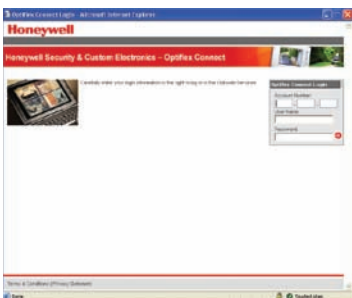 Optiflex Connect Login - Microsoft Internet Explorer
Honeywell
Honeywell Security & Custom Electronics - Optiflex Connect
Optiflex Connect Login
Account Number:
User Name:
Password:
Terms & Conditions | Privacy Statement
Done
Trusted sites